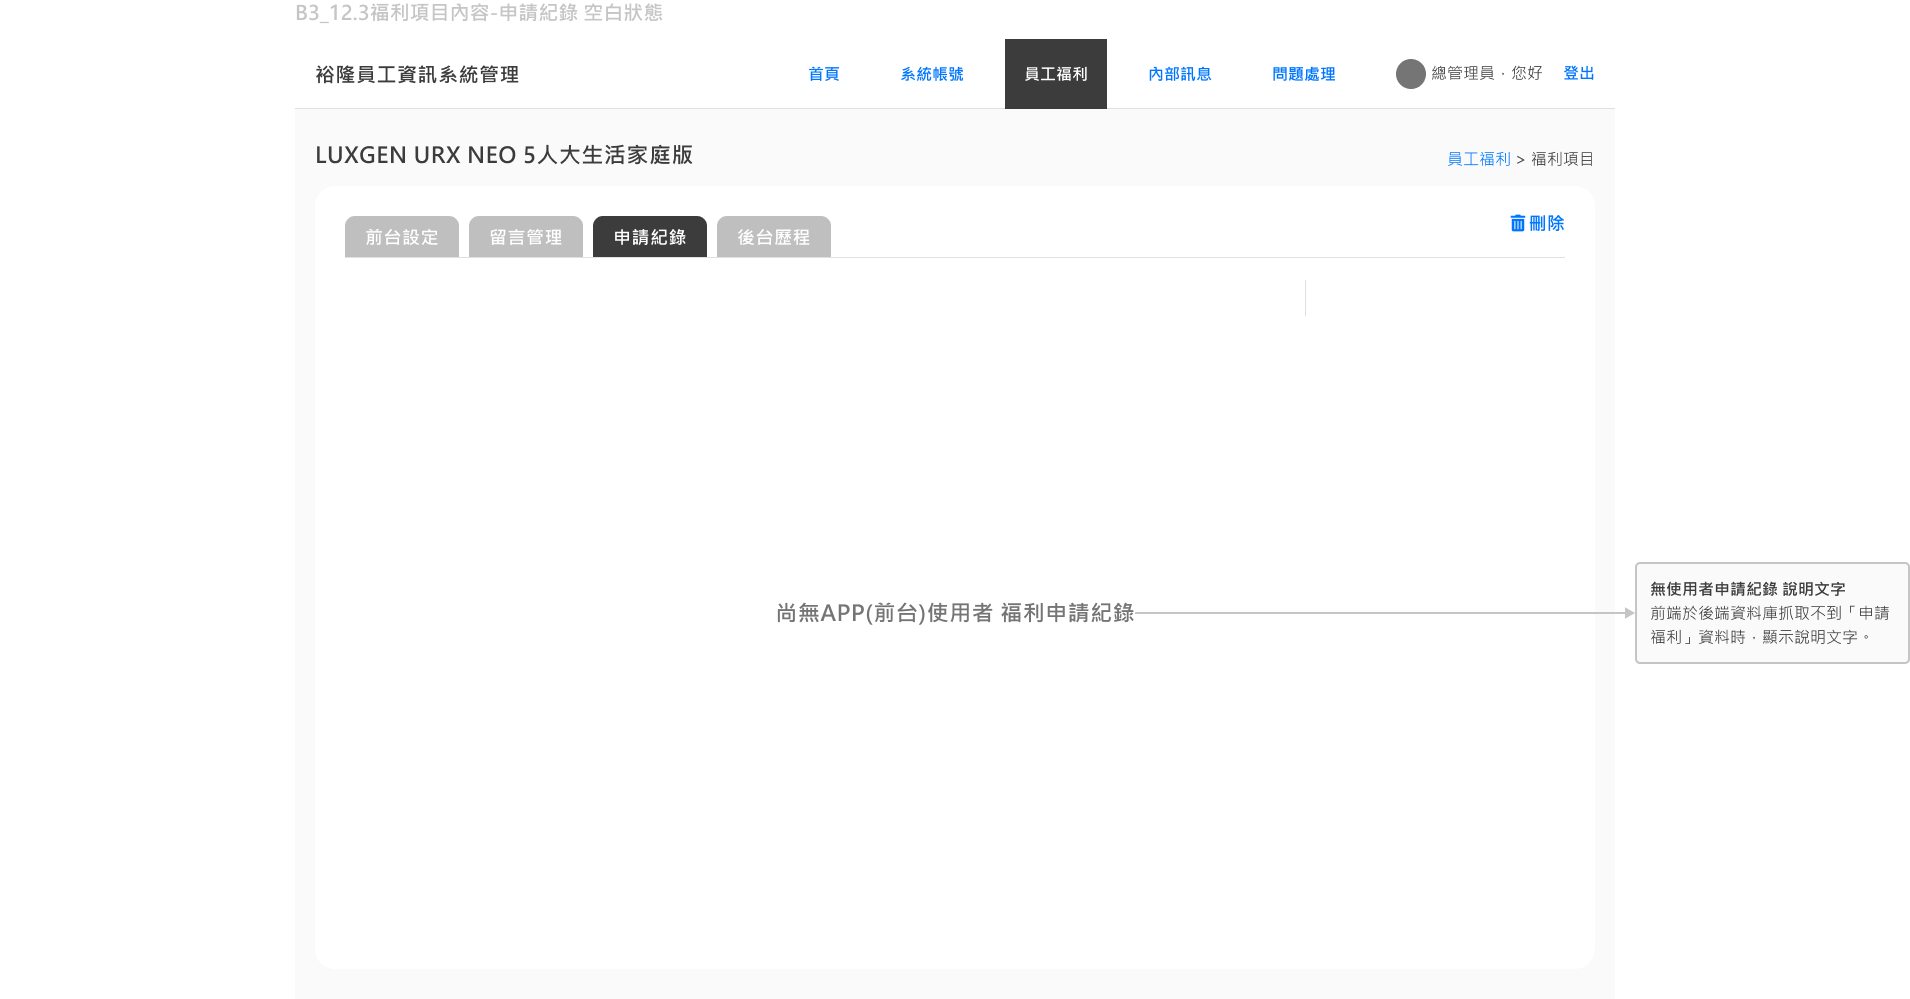 B3_12.3福利項目內容-申請紀錄 空白狀態
裕隆員工資訊系統管理
首頁
系統帳號
員工福利
內部訊息
問題處理
總管理員，您好
登出
LUXGEN URX NEO 5人大生活家庭版
員工福利 > 福利項目
前台設定
留言管理
申請紀錄
後台歷程
刪除
尚無APP(前台)使用者 福利申請紀錄
無使用者申請紀錄 說明文字
前端於後端資料庫抓取不到「申請
福利」資料時，顯示說明文字。